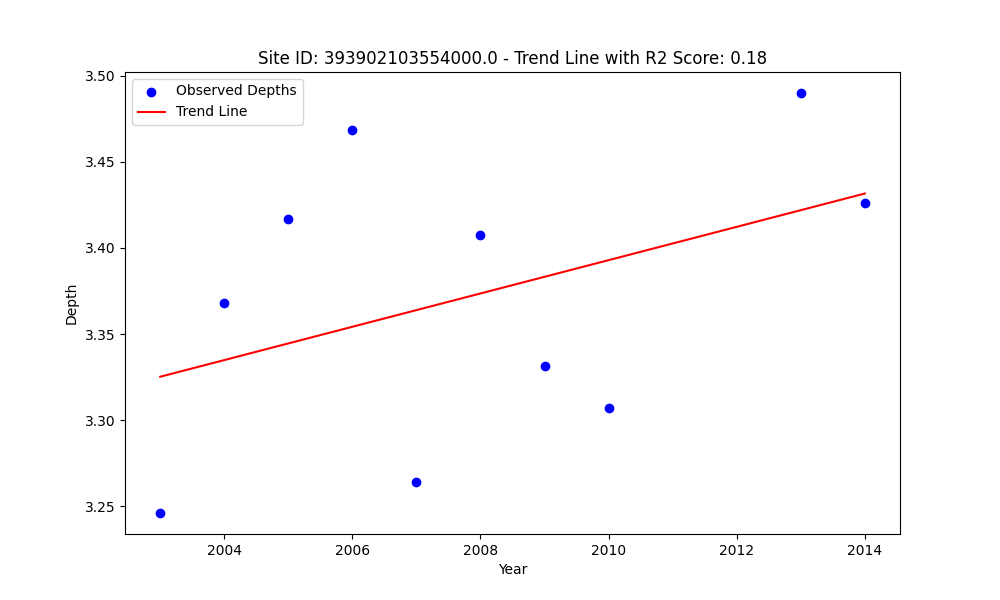 Site ID: 393902103554000.0 - Trend Line with R2 Score: 0.18
Observed Depths
Trend Line
3.50
3.45
3.40
3.35
3.30
3.25
Depth
2004 2006 2008 2010 2012 2014
Year